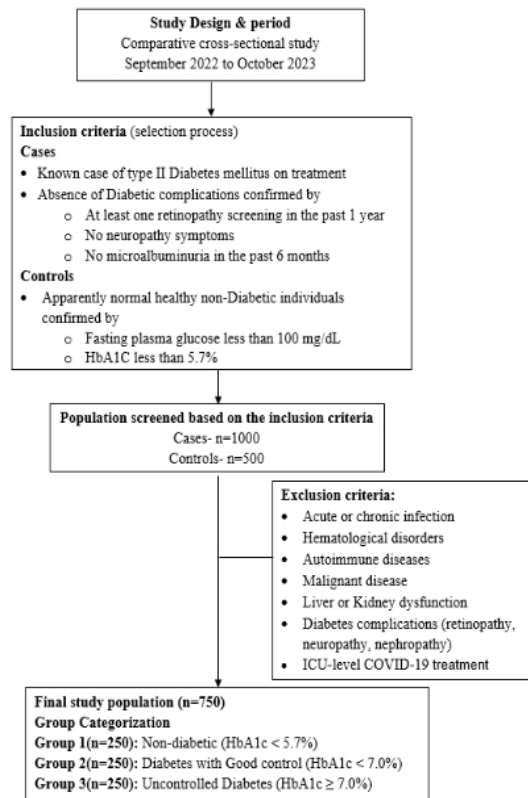 Study Design & period
Comparative cross-sectional study
September 2022 to October 2023
Inclusion criteria (selection process)
Cases
• Known case of type II Diabetes mellitus on treatment
• Absence of Diabetic complications confirmed by
o At least one retinopathy screening in the past 1 year
o No neuropathy symptoms
o No microalbuminuria in the past 6 months
Controls
• Apparently normal healthy non-Diabetic individuals
confirmed by
o Fasting plasma glucose less than 100 mg/dL
o HbA1C less than 5.7%
Population screened based on the inclusion criteria
Cases- n=1000
Controls- n=500
Exclusion criteria:
• Acute or chronic infection
• Hematological disorders
• Autoimmune diseases
• Malignant disease
• Liver or Kidney dysfunction
• Diabetes complications (retinopathy,
neuropathy, nephropathy)
• ICU-level COVID-19 treatment
Final study population (n=750)
Group Categorization
Group 1(n=250): Non-diabetic (HbA1c < 5.7%)
Group 2(n=250): Diabetes with Good control (HbA1c < 7.0%)
Group 3(n=250): Uncontrolled Diabetes (HbA1c ≥ 7.0%)